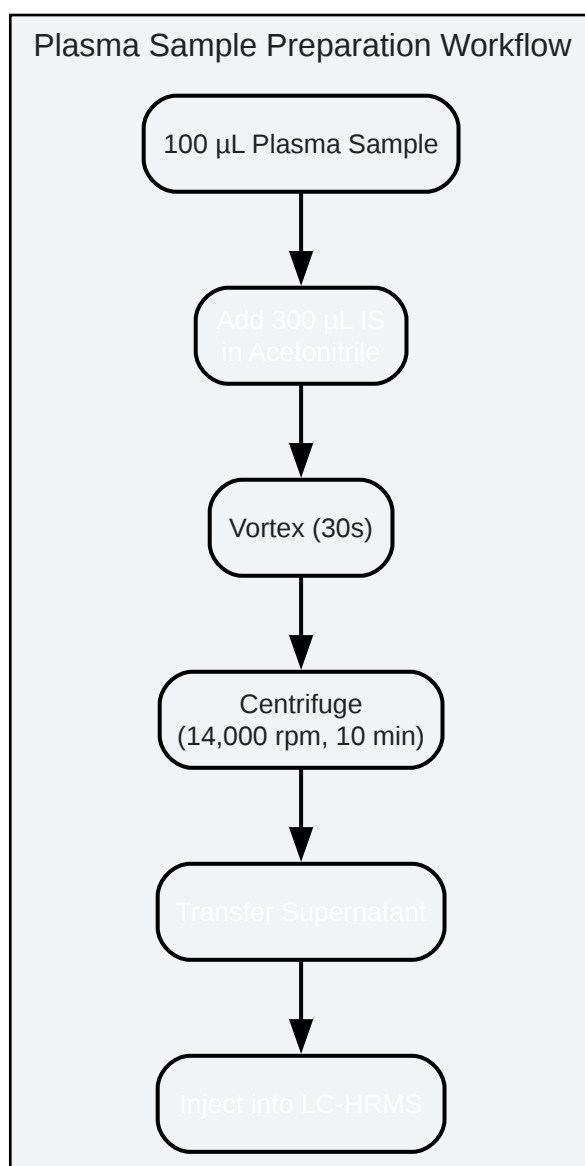 Plasma Sample Preparation Workflow
100 µL Plasma Sample
Add 300 µL IS
in Acetonitrile
Vortex (30s)
Centrifuge
(14,000 rpm, 10 min)
Transfer Supernatant
Inject into LC-HRMS